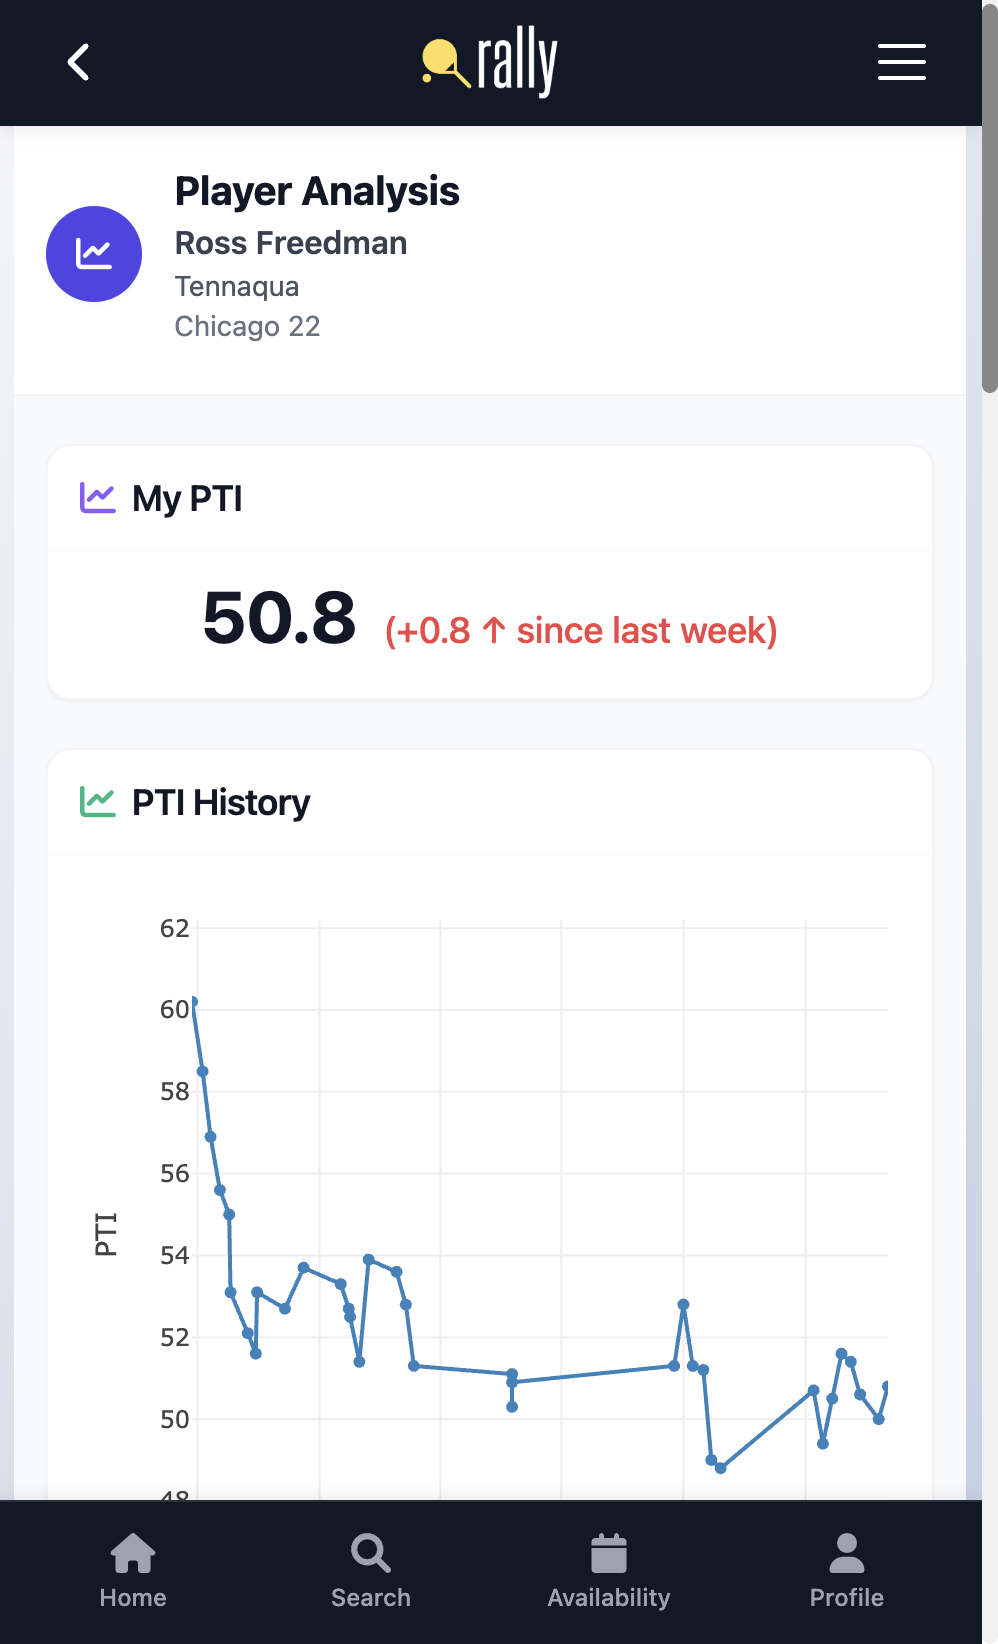 rally
Player Analysis
Ross Freedman
Tennaqua
Chicago 22
My PTI
50.8 (+0.8 ↑ since last week)
PTI History
62
60
58
56
54
52
50
48
PTI
Home
Search
Availability
Profile